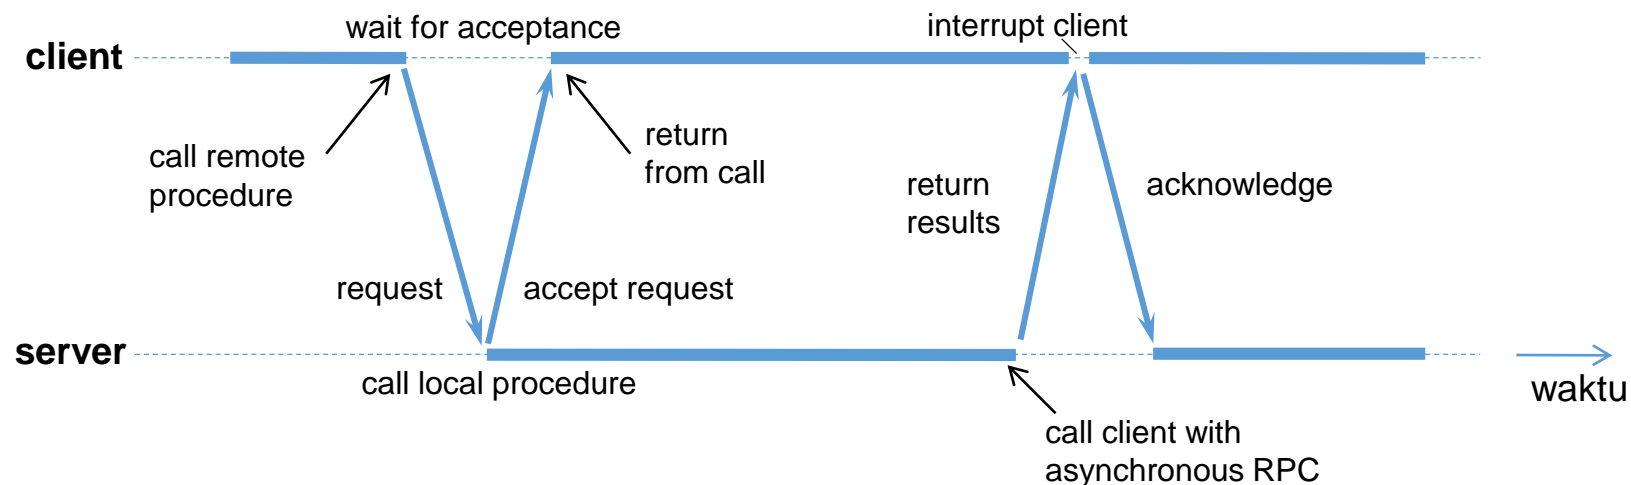 wait for acceptance
interrupt client
client
call remote
procedure
return
from call
return
results
acknowledge
request
accept request
server
call local procedure
waktu
call client with
asynchronous RPC